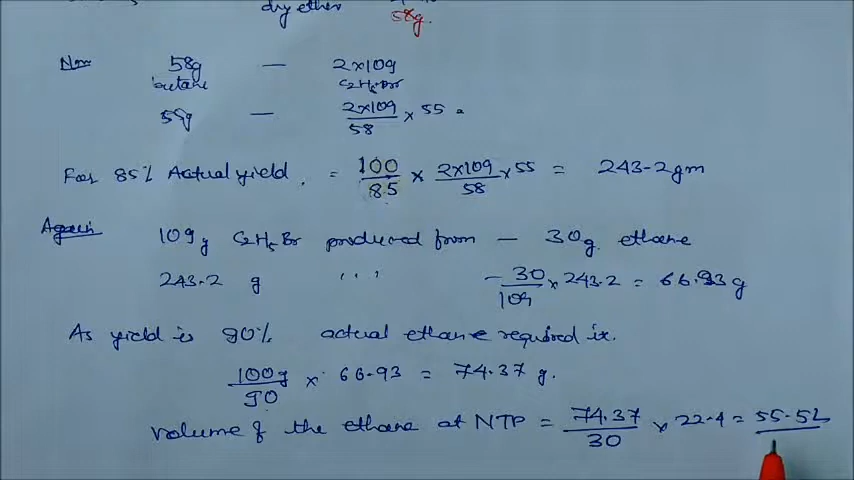 dry ether
58g.
Now 58g — 2×109
butane C2H5Br
55g — 2×109/58 × 55 =
For 85% Actual yield. = 100/85 × 2×109/58 × 55 = 243.2gm
Again 109g C2H5Br produced from — 30g ethane
243.2 g ,,, — 30/109 × 243.2 = 66.93g
As yield is 90% actual ethane required is.
100g/90 × 66.93 = 74.37 g.
volume of the ethane at NTP = 74.37/30 × 22.4 = 55.5L